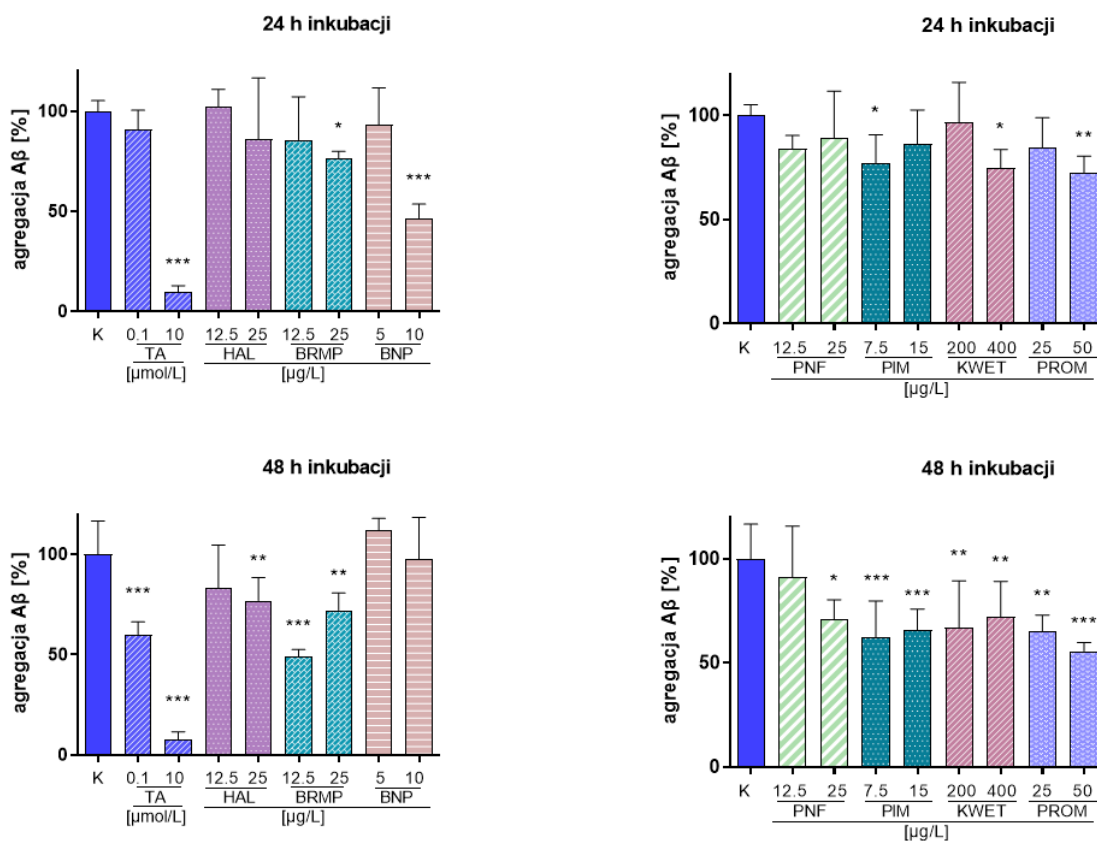 24 h inkubacji
agregacja Aβ [%]
100
50
0
***
*
***
K 0.1 10 12.5 25 12.5 25 5 10
TA HAL BRMP BNP
[µmol/L] [µg/L]
24 h inkubacji
agregacja Aβ [%]
100
50
0
*
*
**
K 12.5 25 7.5 15 200 400 25 50
PNF PIM KWET PROM
[µg/L]
48 h inkubacji
agregacja Aβ [%]
100
50
0
***
***
**
***
**
K 0.1 10 12.5 25 12.5 25 5 10
TA HAL BRMP BNP
[µmol/L] [µg/L]
48 h inkubacji
agregacja Aβ [%]
100
50
0
*
***
***
**
**
**
***
K 12.5 25 7.5 15 200 400 25 50
PNF PIM KWET PROM
[µg/L]